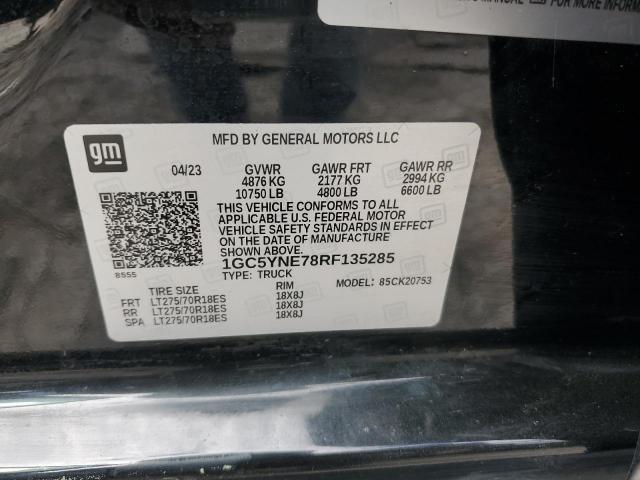 MANUAL
FOR MORE
gm
MFD BY GENERAL MOTORS LLC
04/23 GVWR GAWR FRT GAWR RR
4876 KG 2177 KG 2994 KG
10750 LB 4800 LB 6600 LB
THIS VEHICLE CONFORMS TO ALL
APPLICABLE U.S. FEDERAL MOTOR
VEHICLE SAFETY STANDARDS IN EFFECT
ON THE DATE OF MANUFACTURE
SHOWN ABOVE.
1GC5YNE78RF135285
8555 TYPE: TRUCK
TIRE SIZE RIM MODEL: 85CK20753
FRT LT275/70R18ES 18X8J
RR LT275/70R18ES 18X8J
SPA LT275/70R18ES 18X8J